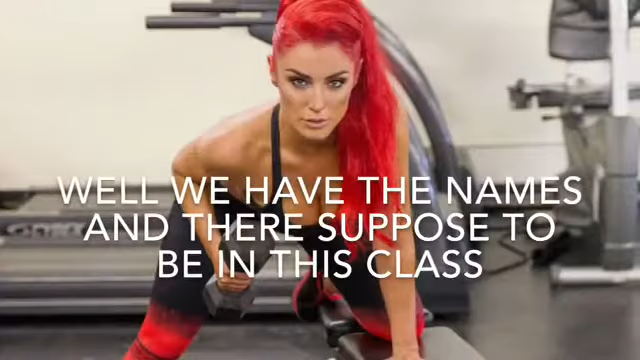 WELL WE HAVE THE NAMES
AND THERE SUPPOSE TO
BE IN THIS CLASS